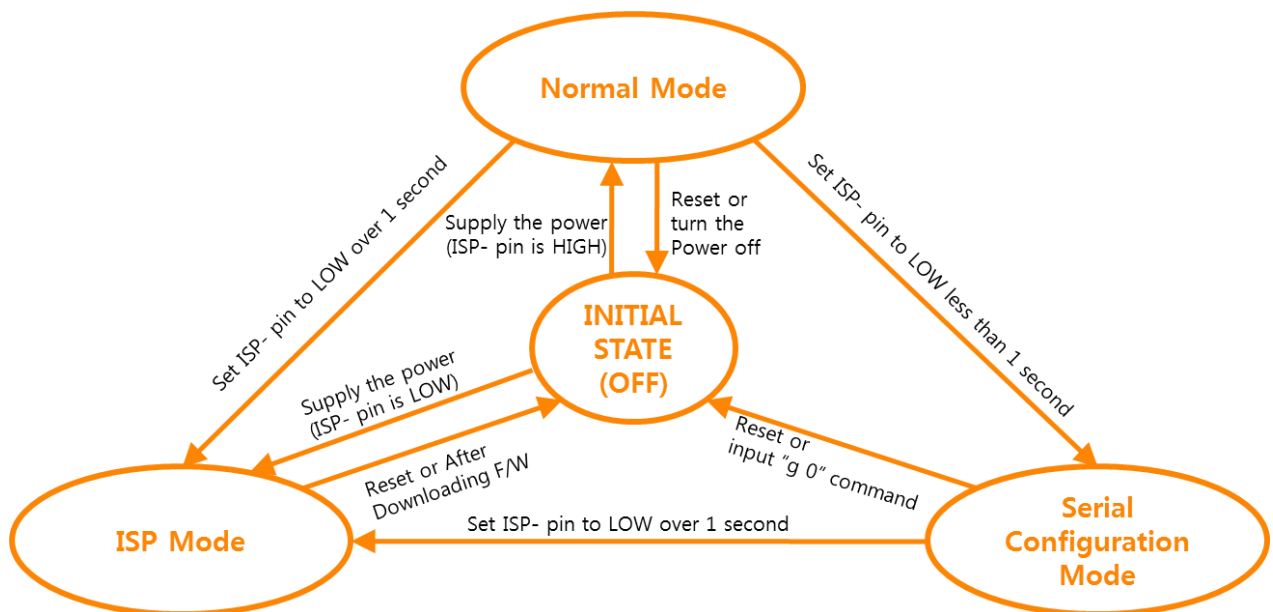 Normal Mode
Set ISP- pin to LOW over 1 second
Supply the power
(ISP- pin is HIGH)
Reset or
turn the
Power off
Set ISP- pin to LOW less than 1 second
INITIAL
STATE
(OFF)
Supply the power
(ISP- pin is LOW)
Reset or After
Downloading F/W
Reset or
input “g 0” command
ISP Mode
Set ISP- pin to LOW over 1 second
Serial
Configuration
Mode